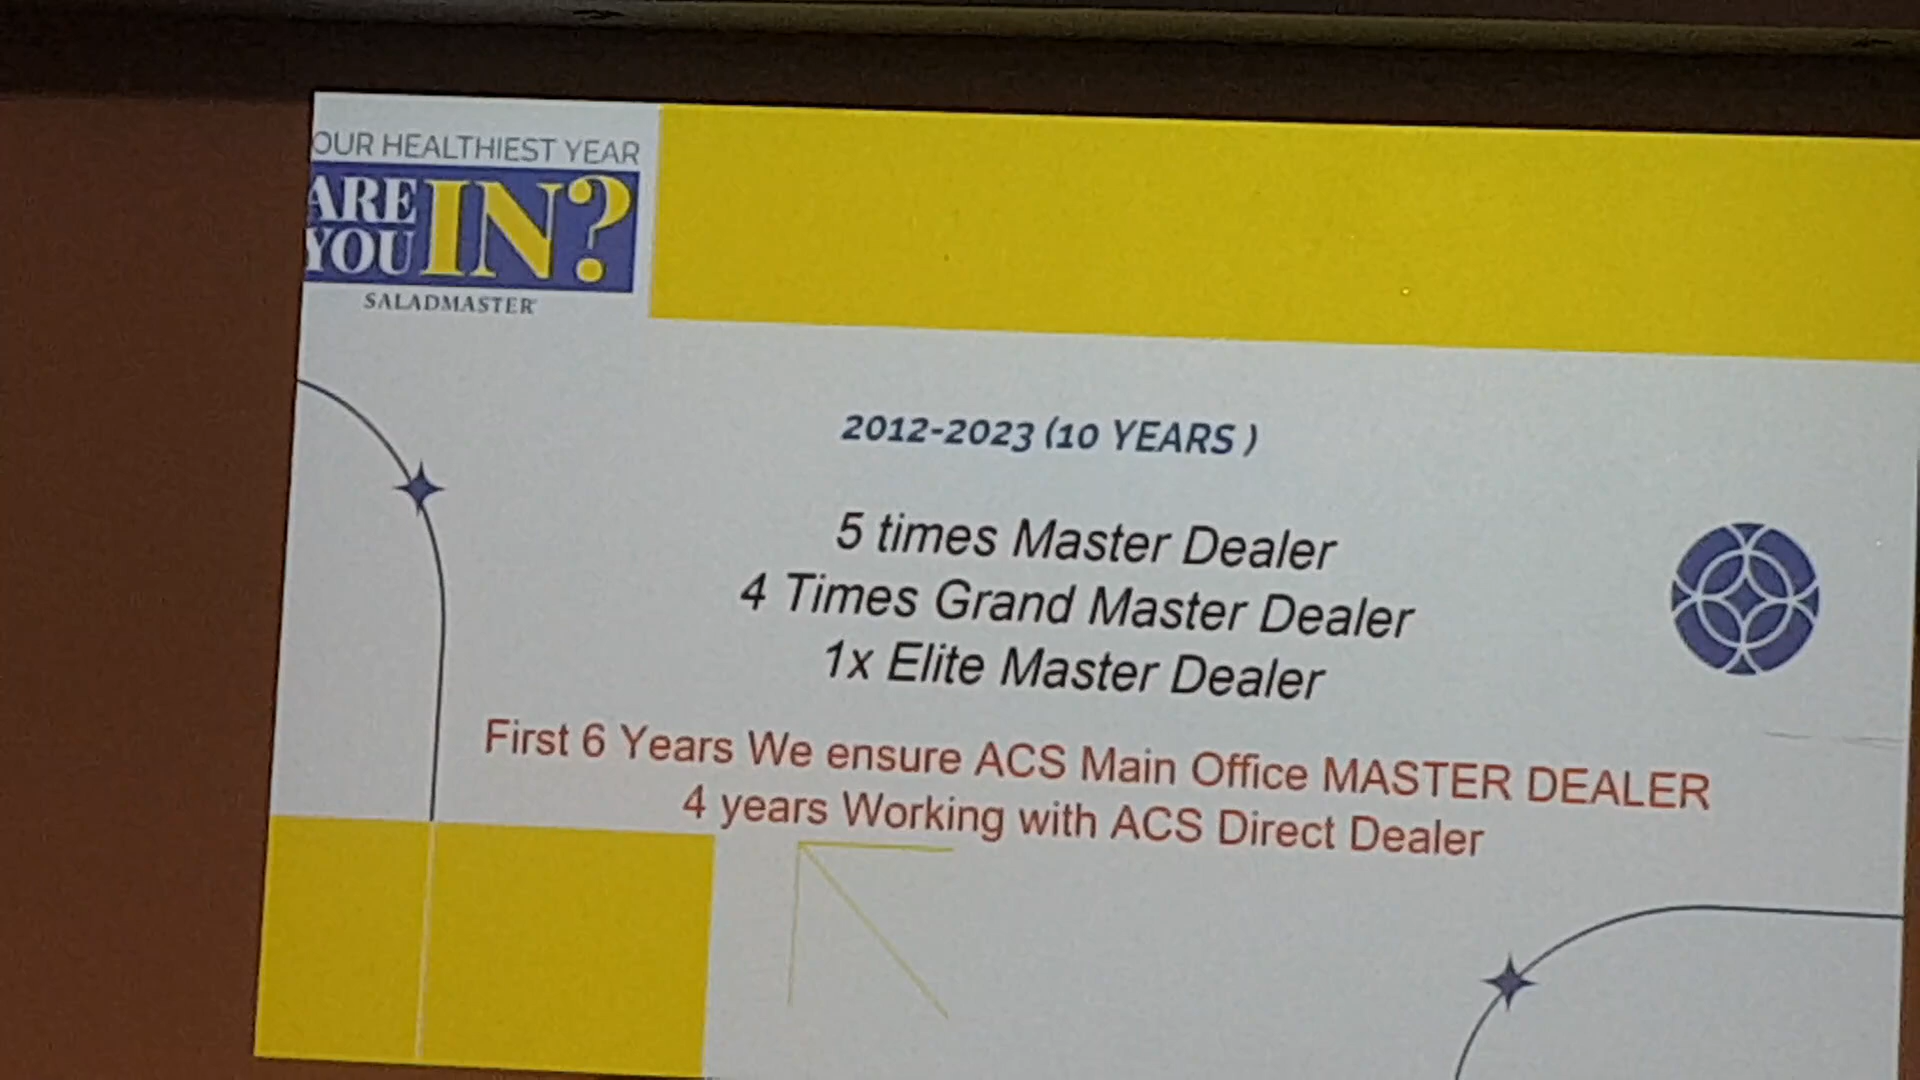 OUR HEALTHIEST YEAR
ARE YOU IN?
SALADMASTER
2012-2023 (10 YEARS )
5 times Master Dealer
4 Times Grand Master Dealer
1x Elite Master Dealer
First 6 Years We ensure ACS Main Office MASTER DEALER
4 years Working with ACS Direct Dealer